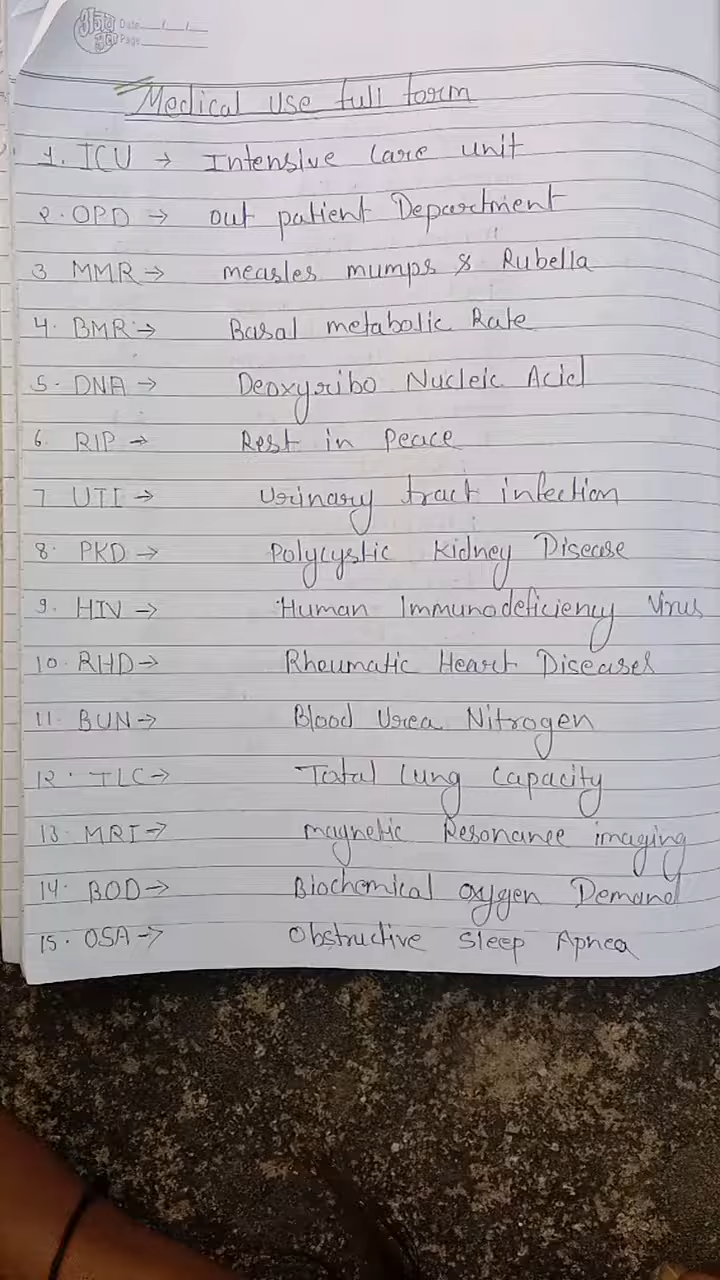 Date
Page
Medical use full form
1. ICU → Intensive Care unit
2. OPD → out patient Department
3 MMR → measles mumps & Rubella
4. BMR → Basal metabolic Rate
5. DNA → Deoxyribo Nucleic Acid
6. RIP → Rest in Peace
7 UTI → Urinary tract infection
8. PKD → Polycystic Kidney Disease
9. HIV → Human Immunodeficiency Virus
10. RHD → Rheumatic Heart Diseases
11. BUN → Blood Urea Nitrogen
12. TLC → Total Lung Capacity
13. MRI → magnetic Resonance imaging
14. BOD → Biochemical oxygen Demand
15. OSA → Obstructive Sleep Apnea